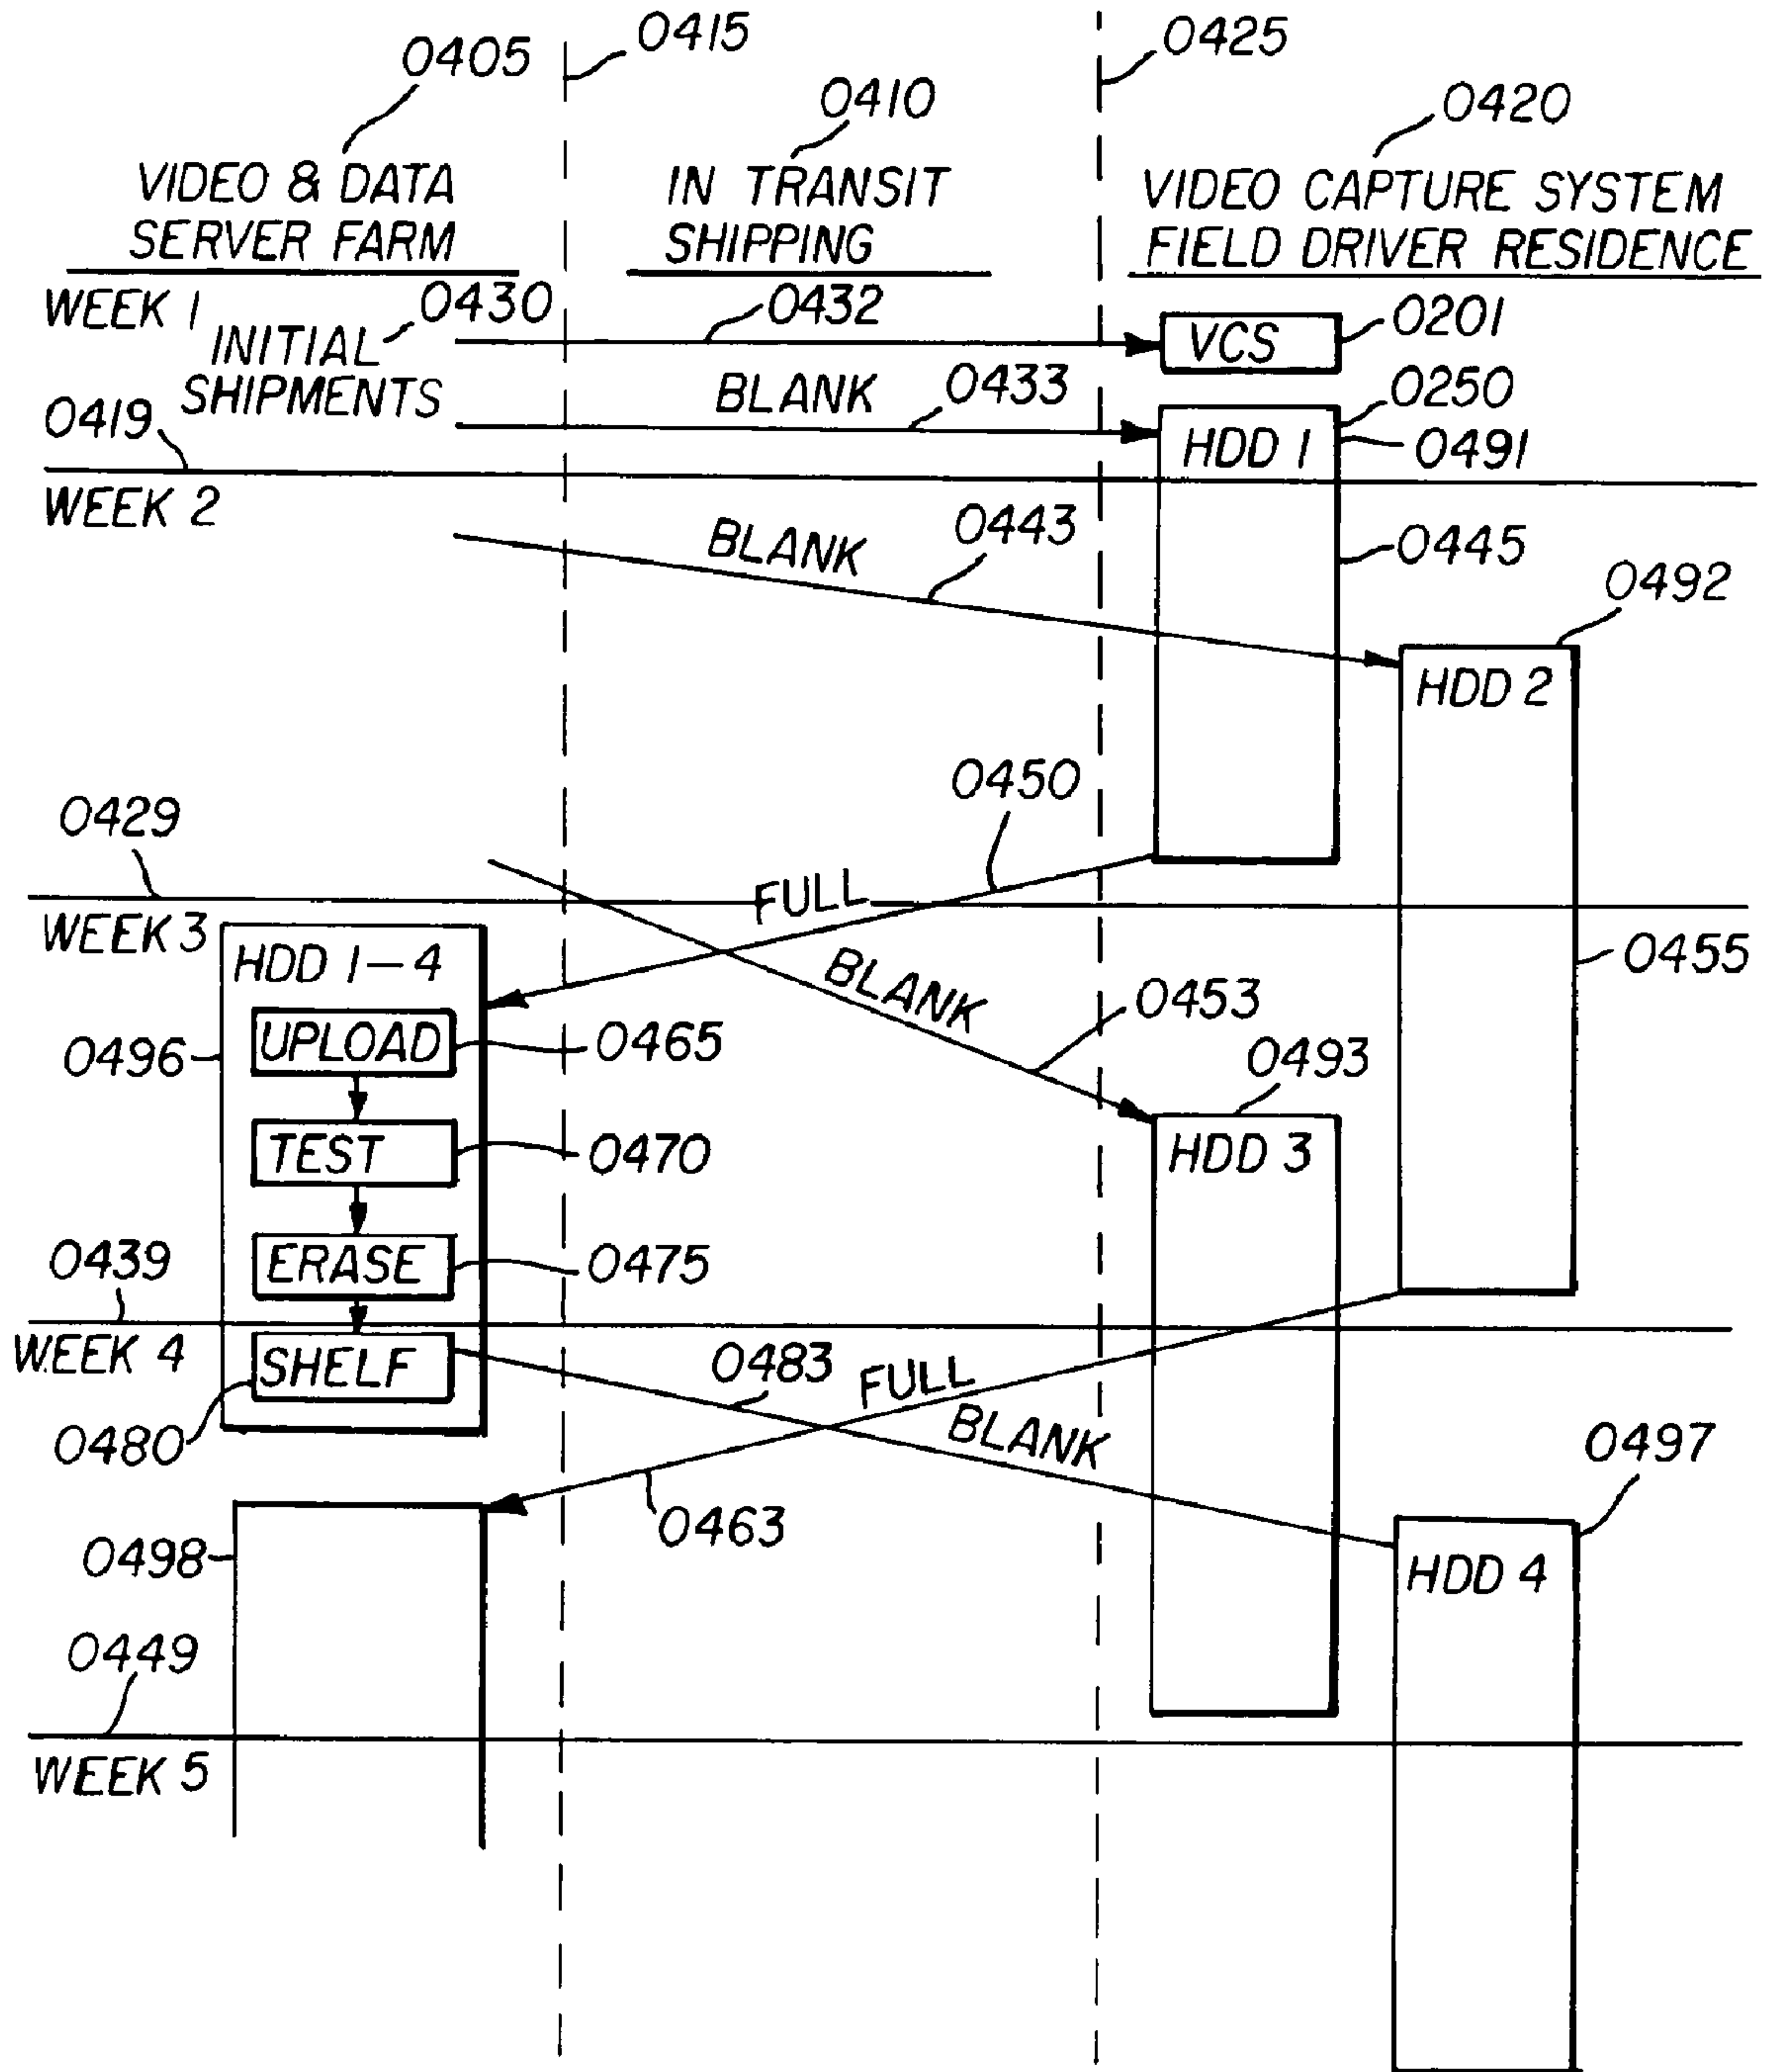 0405
0415
0425
0410
0420
VIDEO & DATA
SERVER FARM
IN TRANSIT
SHIPPING
VIDEO CAPTURE SYSTEM
FIELD DRIVER RESIDENCE
WEEK 1
0430
INITIAL
SHIPMENTS
0432
VCS
0201
BLANK
0433
0250
HDD 1
0491
0419
WEEK 2
BLANK
0443
0445
0492
HDD 2
0450
0429
FULL
WEEK 3
HDD 1-4
BLANK
0453
0455
0496
UPLOAD
0465
0493
TEST
0470
HDD 3
0439
ERASE
0475
WEEK 4
SHELF
0483
FULL
BLANK
0480
0463
0497
0498
HDD 4
0449
WEEK 5